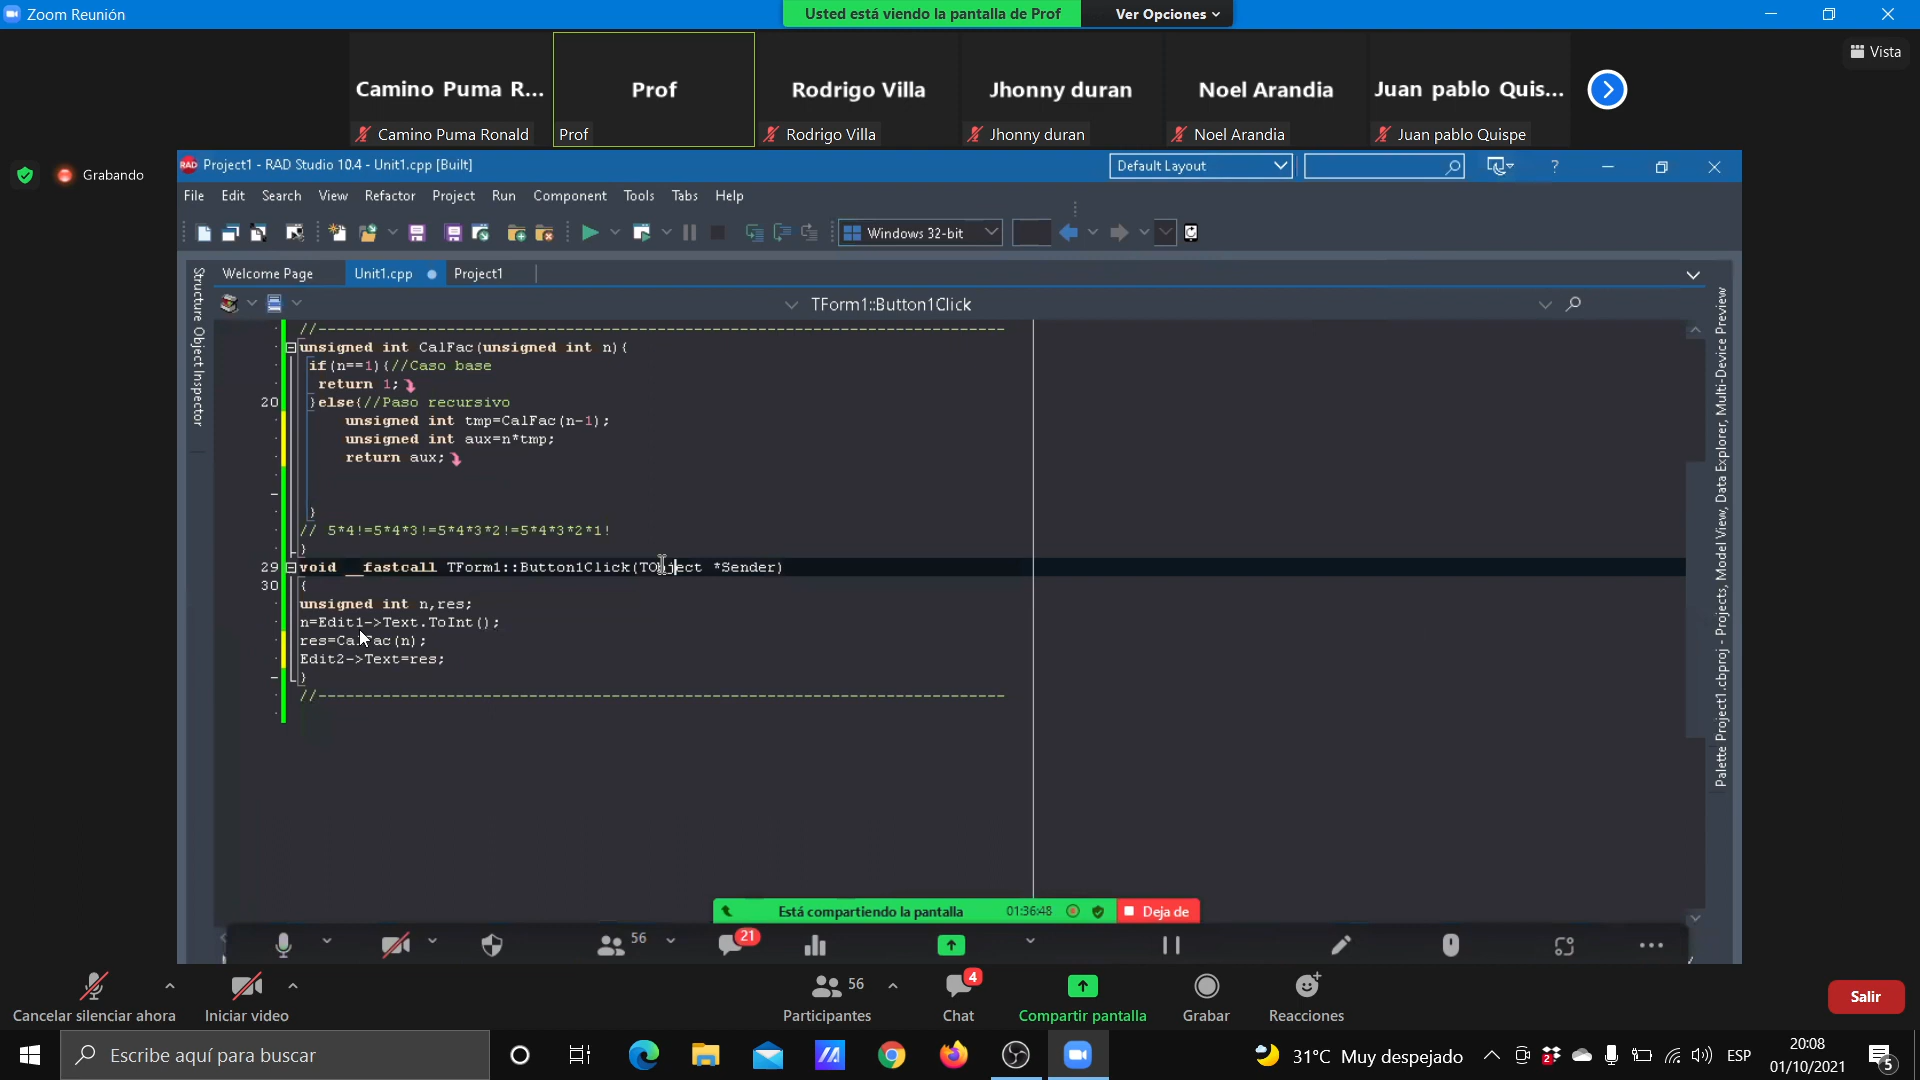 Zoom Reunión
Usted está viendo la pantalla de Prof
Ver Opciones
Vista
Camino Puma R...
Prof
Rodrigo Villa
Jhonny duran
Noel Arandia
Juan pablo Quis...
Camino Puma Ronald
Prof
Rodrigo Villa
Jhonny duran
Noel Arandia
Juan pablo Quispe
Grabando
RAD
Project1 - RAD Studio 10.4 - Unit1.cpp [Built]
Default Layout
?
File Edit Search View Refactor Project Run Component Tools Tabs Help
Windows 32-bit
Structure Object Inspector
Welcome Page
Unit1.cpp
Project1
TForm1::Button1Click
//---------------------------------------------------------------------------
unsigned int CalFac(unsigned int n){
if(n==1){//Caso base
return 1;
20 }else{//Paso recursivo
unsigned int tmp=CalFac(n-1);
unsigned int aux=n*tmp;
return aux;
}
// 5*4!=5*4*3!=5*4*3*2!=5*4*3*2*1!
}
29 void __fastcall TForm1::Button1Click(TObject *Sender)
30 {
unsigned int n,res;
n=Edit1->Text.ToInt();
res=CalFac(n);
Edit2->Text=res;
}
//---------------------------------------------------------------------------
Palette Project1.cbproj - Projects, Model View, Data Explorer, Multi-Device Preview
Está compartiendo la pantalla
01:36:48
Deja de
56
21
Cancelar silenciar ahora
Iniciar video
56
Participantes
4
Chat
Compartir pantalla
Grabar
Reacciones
Salir
Escribe aquí para buscar
31°C Muy despejado
2
ESP
20:08
01/10/2021
5